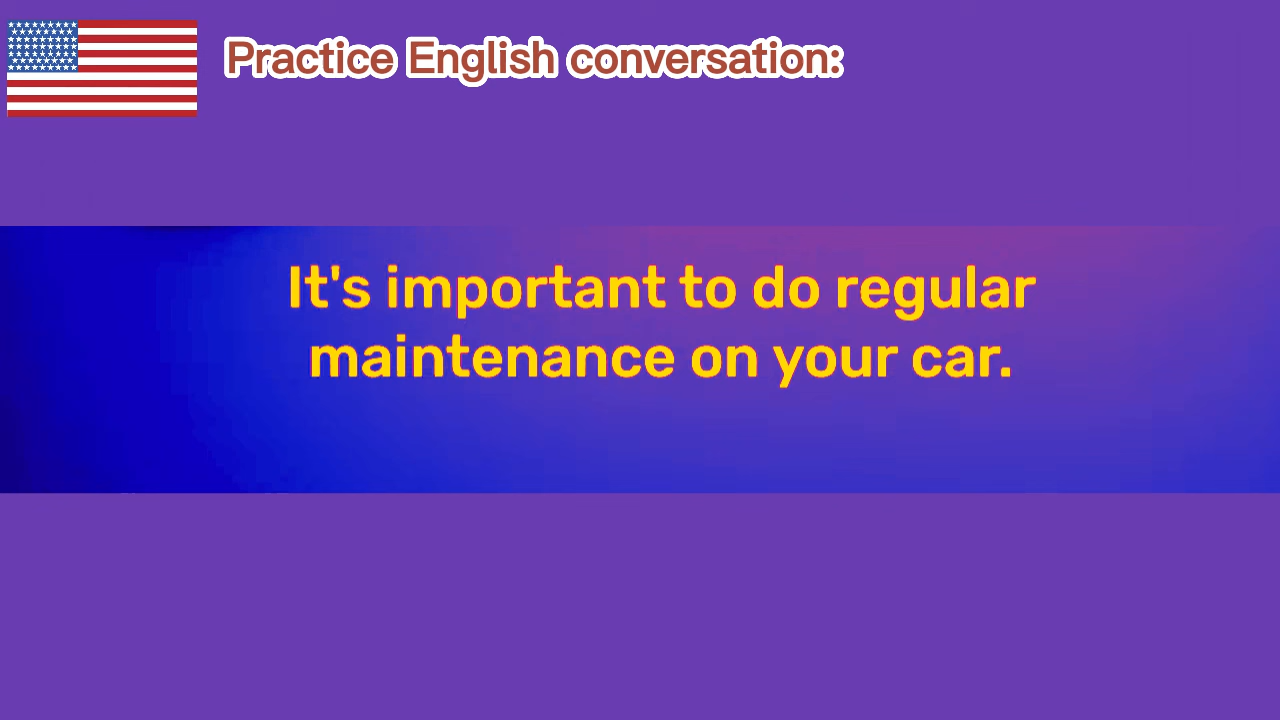 Practice English conversation:
It's important to do regular
maintenance on your car.